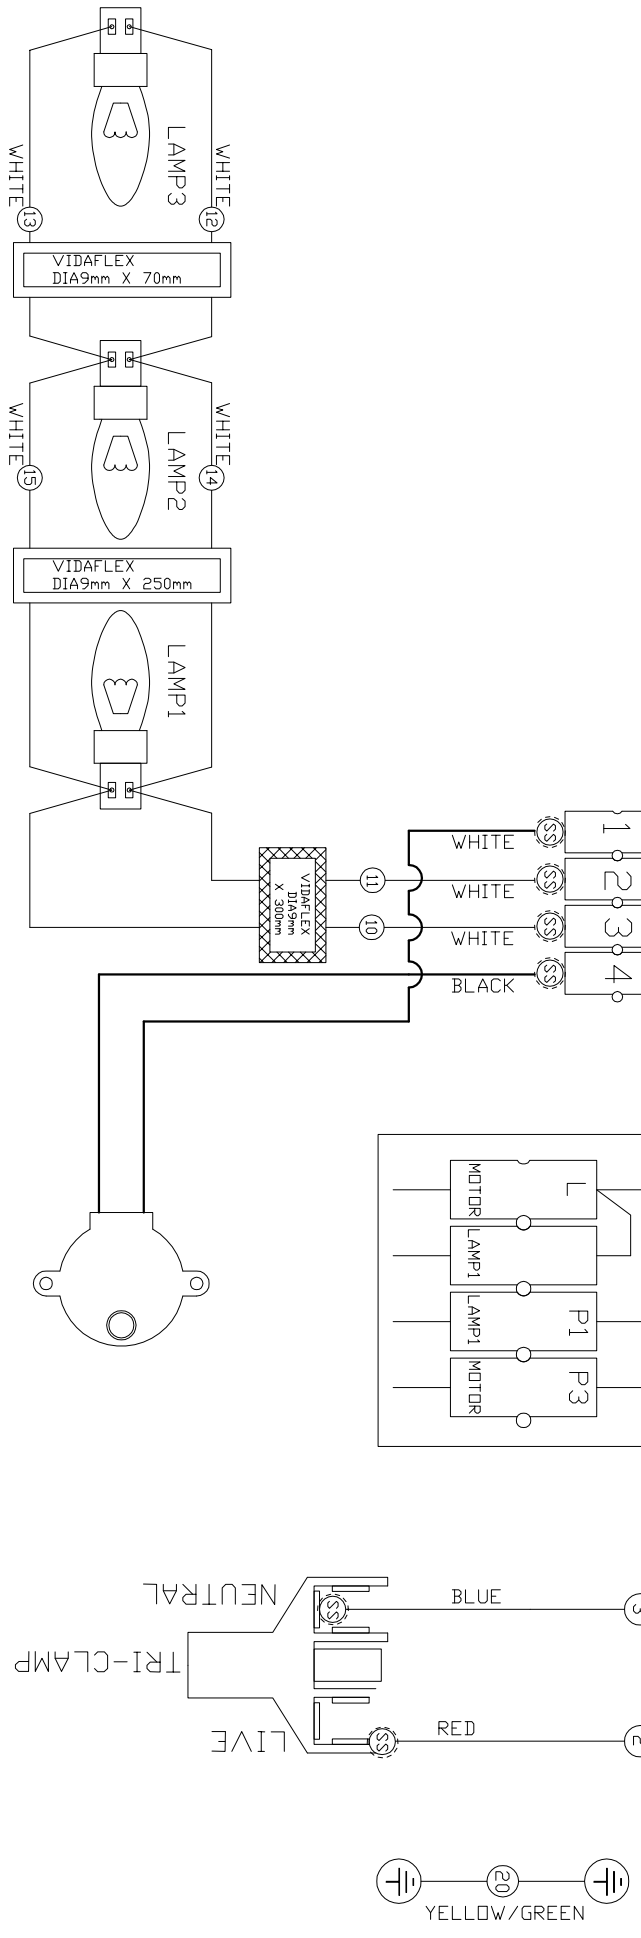 WHITE
13
LAMP3
WHITE
12
VIDAFLEX
DIA9mm X 70mm
WHITE
15
LAMP2
WHITE
14
VIDAFLEX
DIA9mm X 250mm
LAMP1
VIDAFLEX
DIA9mm
X 300mm
11
10
WHITE
SS
1
WHITE
SS
2
WHITE
SS
3
BLACK
SS
4
MOTOR
L
LAMP1
LAMP1
P1
MOTOR
P3
NEUTRAL
SS
BLUE
3
TRI-CLAMP
LIVE
SS
RED
2
20
YELLOW/GREEN